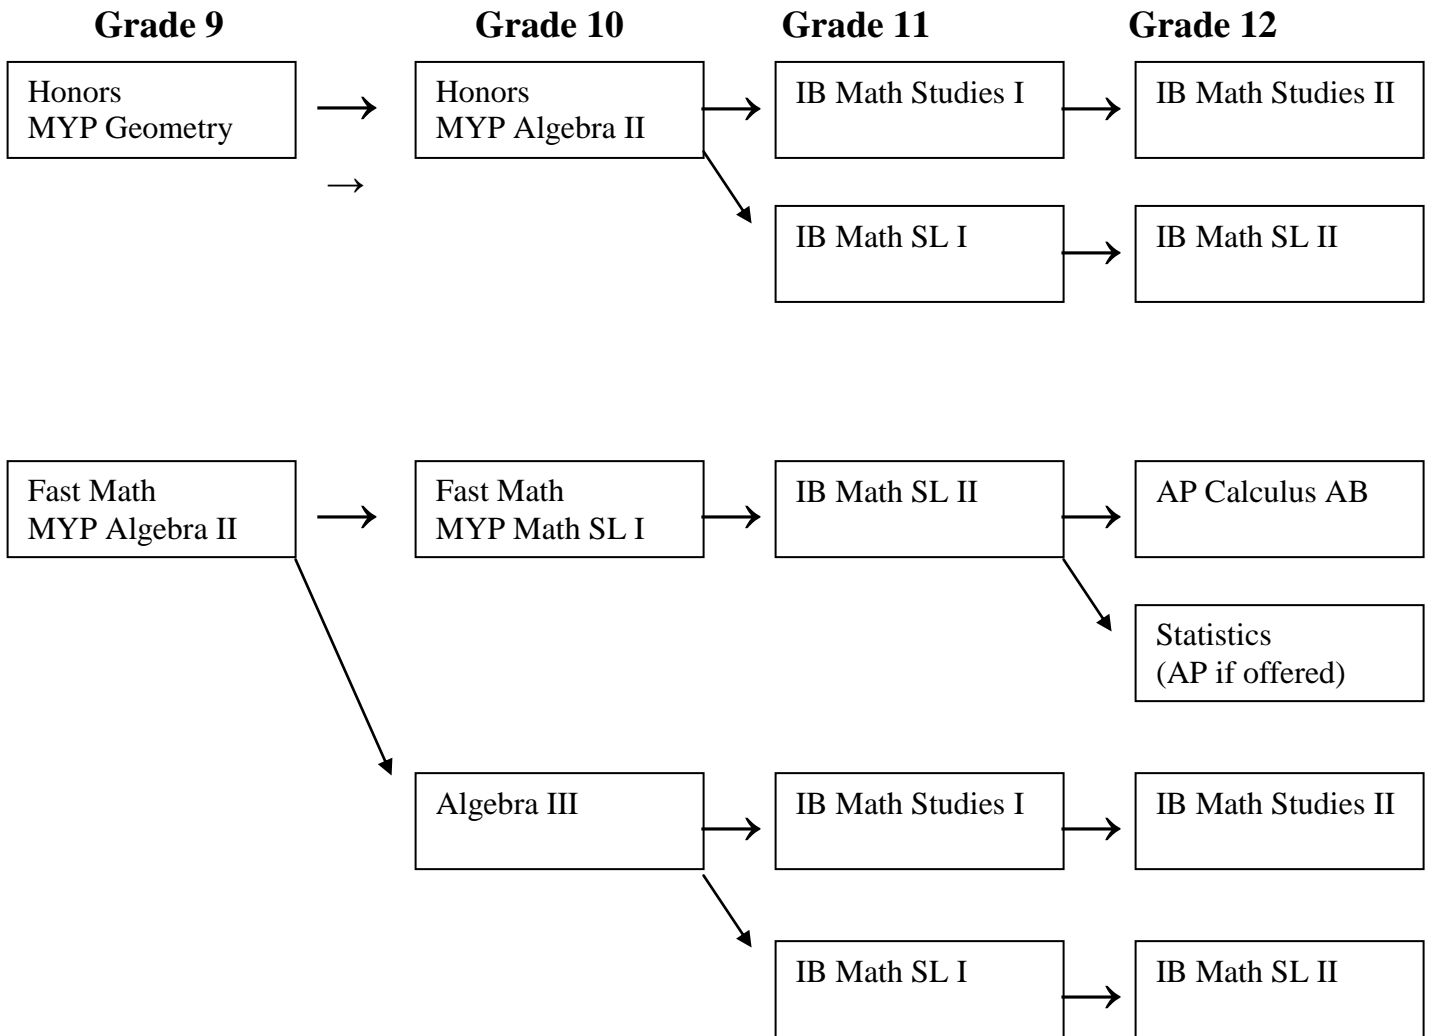 Grade 9 Grade 10 Grade 11 Grade 12
Honors
MYP Geometry
Honors
MYP Algebra II
IB Math Studies I
IB Math Studies II
IB Math SL I
IB Math SL II
Fast Math
MYP Algebra II
Fast Math
MYP Math SL I
IB Math SL II
AP Calculus AB
Statistics
(AP if offered)
Algebra III
IB Math Studies I
IB Math Studies II
IB Math SL I
IB Math SL II